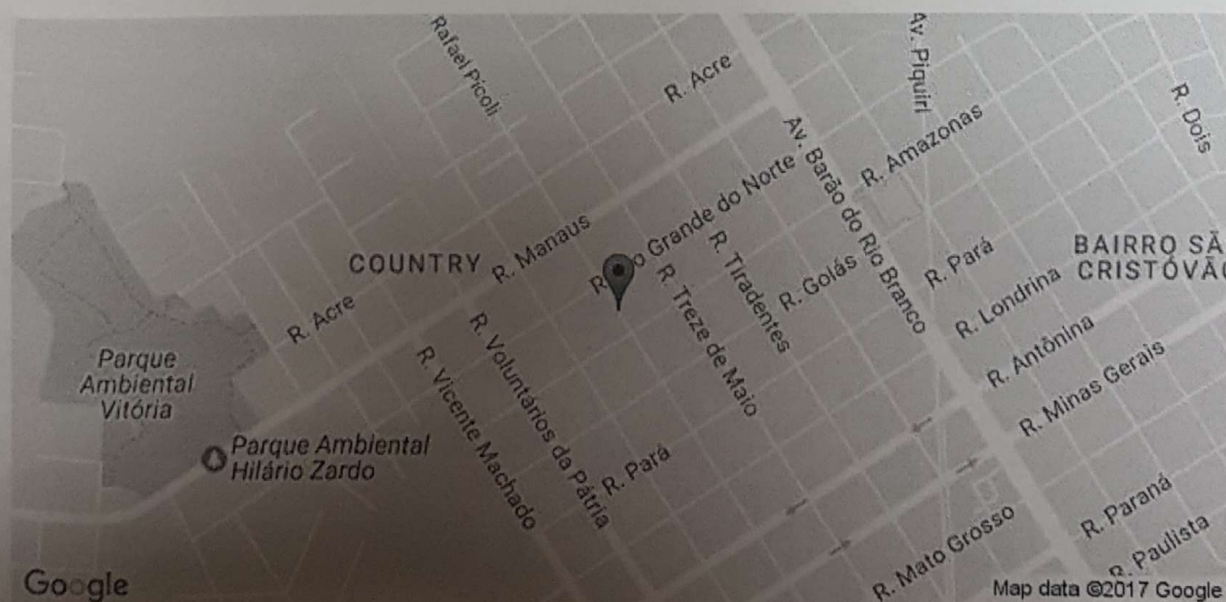 Rafael Picoli
R. Acre
Av. Piquiri
R. Dois
Av. Barão do Rio Branco
R. Amazonas
Grande do Norte
R. Manaus
COUNTRY
R. Tiradentes
R. Treze de Maio
R. Goiás
R. Pará
BAIRRO SÃ
CRISTÓVÃO
R. Londrina
R. Acre
R. Voluntários da Pátria
R. Vicente Machado
R. Antônina
R. Minas Gerais
Parque
Ambiental
Vitória
Parque Ambiental
Hilário Zardo
R. Pará
R. Mato Grosso
R. Paraná
R. Paulista
Google
Map data ©2017 Google